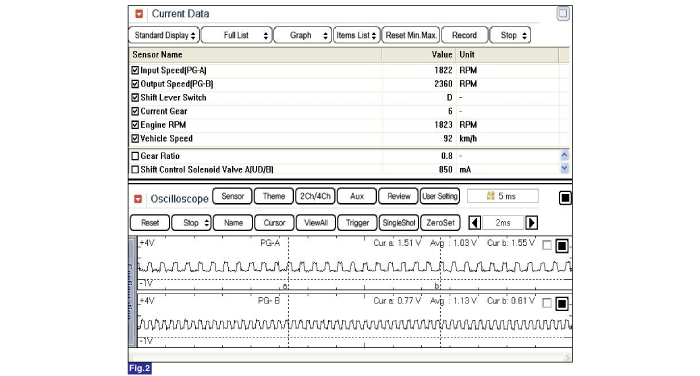 Current Data
Standard Display Full List Graph Items List Reset Min.Max. Record Stop
Sensor Name Value Unit
Input Speed(PG-A) 1822 RPM
Output Speed(PG-B) 2360 RPM
Shift Lever Switch D -
Current Gear 6 -
Engine RPM 1823 RPM
Vehicle Speed 92 km/h
Gear Ratio 0.8 -
Shift Control Solenoid Valve A(UD/B) 850 mA
Oscilloscope Sensor Theme 2Ch/4Ch Aux Review User Setting 5 ms
Reset Stop Name Cursor ViewAll Trigger SingleShot ZeroSet 2ms
+4V PG-A Cur a: 1.51 V Avg : 1.03 V Cur b: 1.55 V
-1V a b
+4V PG- B Cur a: 0.77 V Avg : 1.13 V Cur b: 0.81 V
-1V
Fig.2